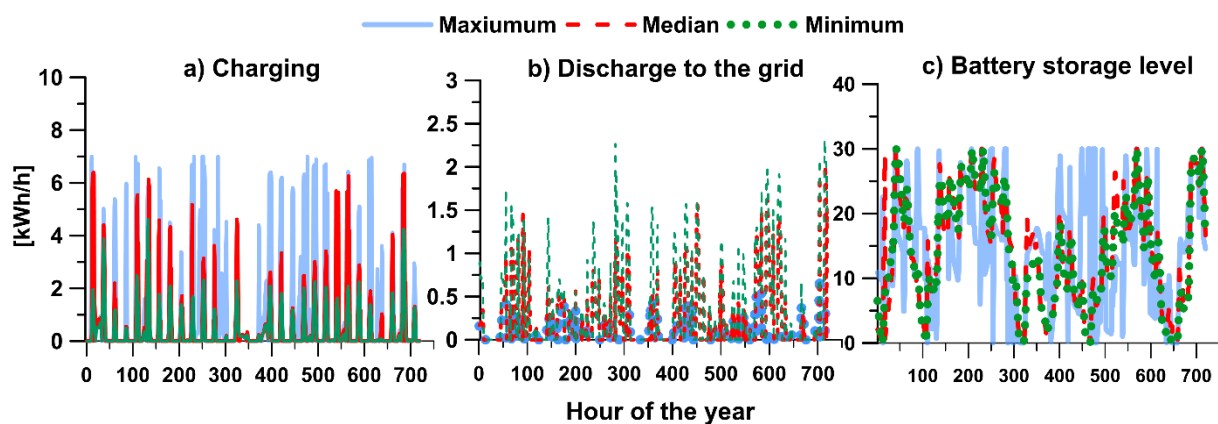 Maxiumum Median Minimum
a) Charging
b) Discharge to the grid
c) Battery storage level
[kWh/h]
10
8
6
4
2
0
0 100 200 300 400 500 600 700
3
2.5
2
1.5
1
0.5
0
0 100 200 300 400 500 600 700
40
30
20
10
0
100 200 300 400 500 600 700
Hour of the year